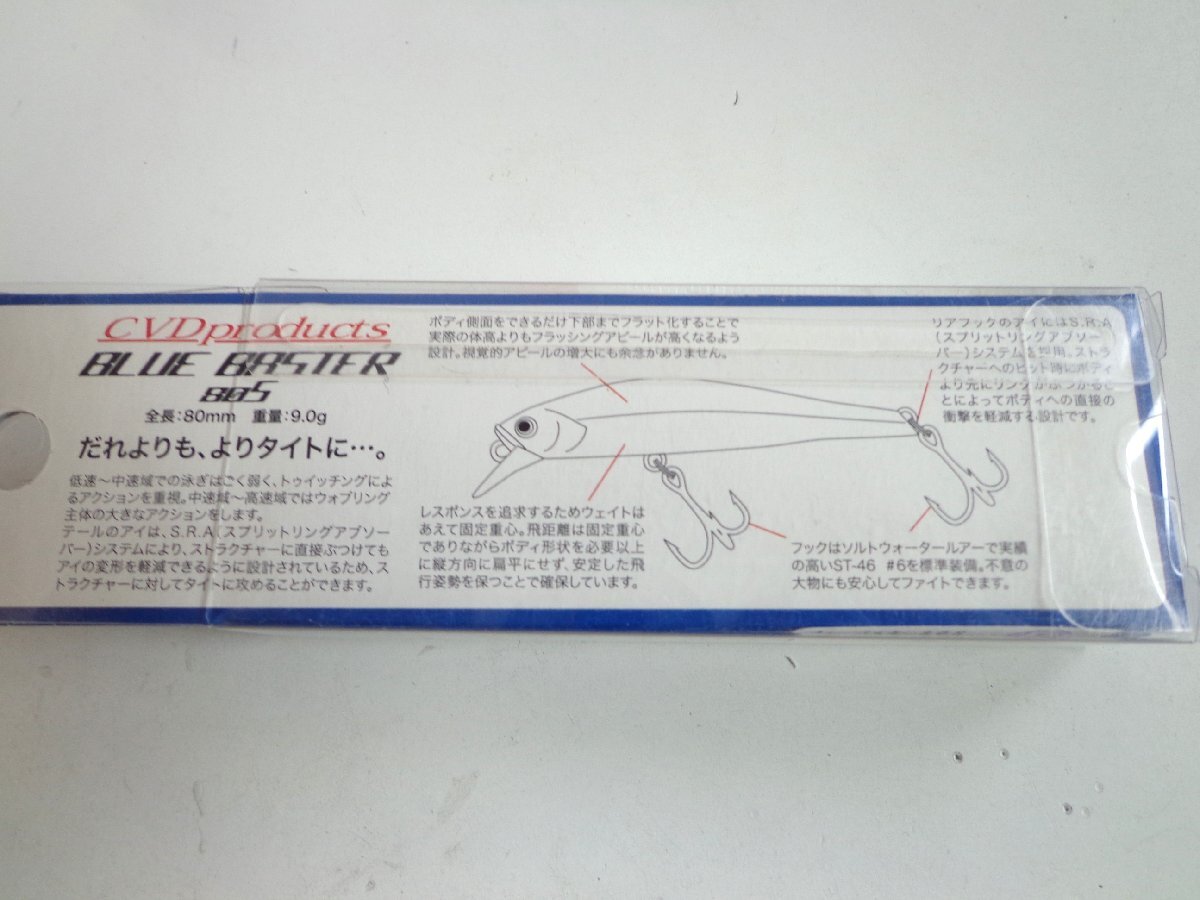 CVDproducts
BLUE BASTER
80S
全長:80mm 重量:9.0g
だれよりも、よりタイトに…。
低速～中速域での泳ぎはごく弱く、トゥイッチングによ
るアクションを重視。中速域～高速域ではウォブリング
主体の大きなアクションをします。
テールのアイは、S.R.A(スプリットリングアブソー
バー)システムにより、ストラクチャーに直接ぶつけても
アイの変形を軽減できるように設計されているため、ス
トラクチャーに対してタイトに攻めることができます。
ボディ側面をできるだけ下部までフラット化することで
実際の体高よりもフラッシングアピールが高くなるよう
設計。視覚的アピールの増大にも余念がありません。
レスポンスを追求するためウェイトは
あえて固定重心。飛距離は固定重心
でありながらボディ形状を必要以上
に縦方向に扁平にせず、安定した飛
行姿勢を保つことで確保しています。
リアフックのアイにはS.R.A
(スプリットリングアブソー
バー)システムを採用。ストラ
クチャーへのヒット時にボディ
より先にリングがぶつかるこ
とによってボディへの直接の
衝撃を軽減する設計です。
フックはソルトウォータールアーで実績
の高いST-46 #6を標準装備。不意の
大物にも安心してファイトできます。